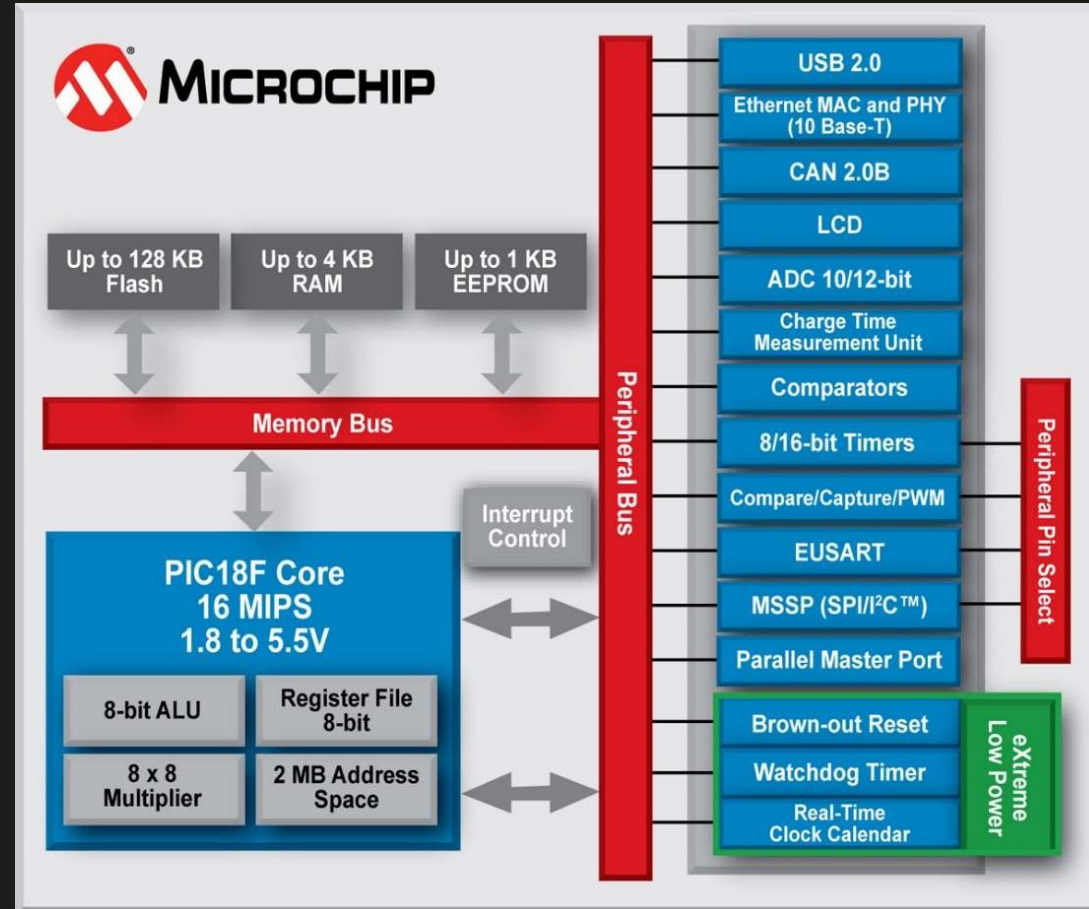 MICROCHIP®
Up to 128 KB
Flash
Up to 4 KB
RAM
Up to 1 KB
EEPROM
Memory Bus
Interrupt
Control
PIC18F Core
16 MIPS
1.8 to 5.5V
8-bit ALU
Register File
8-bit
8 x 8
Multiplier
2 MB Address
Space
Peripheral Bus
USB 2.0
Ethernet MAC and PHY
(10 Base-T)
CAN 2.0B
LCD
ADC 10/12-bit
Charge Time
Measurement Unit
Comparators
8/16-bit Timers
Compare/Capture/PWM
EUSART
MSSP (SPI/I²C™)
Parallel Master Port
Brown-out Reset
Watchdog Timer
Real-Time
Clock Calendar
eXtreme
Low Power
Peripheral Pin Select